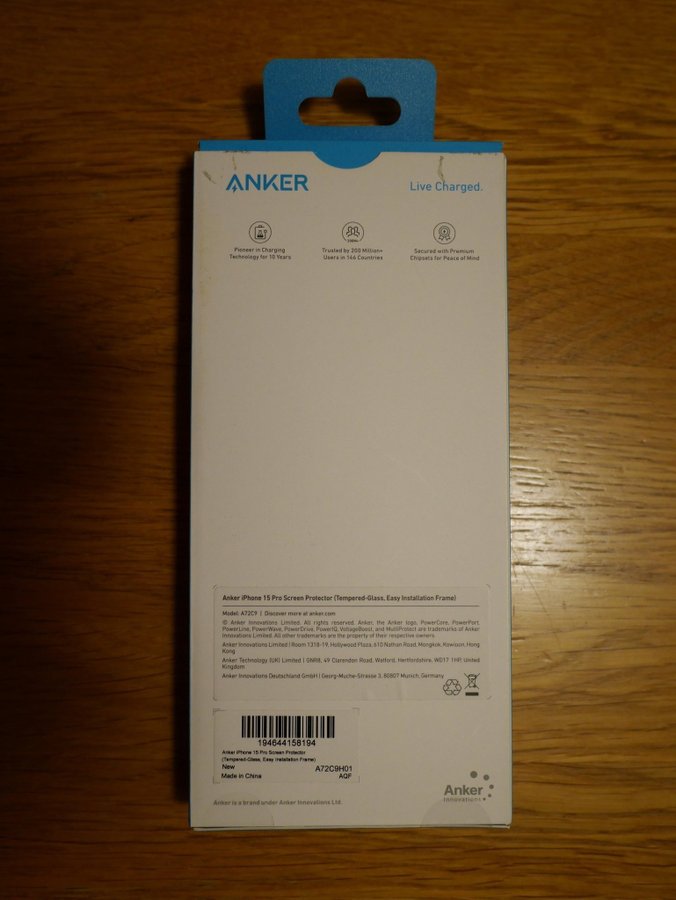 ANKER
Live Charged.
Pioneer in Charging
Technology for 10 Years
200Mn+
Trusted by 200 Million+
Users in 146 Countries
Secured with Premium
Chipsets for Peace of Mind
Anker iPhone 15 Pro Screen Protector (Tempered-Glass, Easy Installation Frame)
Model: A72C9 | Discover more at anker.com
© Anker Innovations Limited. All rights reserved. Anker, the Anker logo, PowerCore, PowerPort,
PowerLine, PowerWave, PowerDrive, PowerIQ, VoltageBoost, and MultiProtect are trademarks of Anker
Innovations Limited. All other trademarks are the property of their respective owners.
Anker Innovations Limited | Room 1318-19, Hollywood Plaza, 610 Nathan Road, Mongkok, Kowloon, Hong
Kong
Anker Technology (UK) Limited | GNR8, 49 Clarendon Road, Watford, Hertfordshire, WD17 1HP, United
Kingdom
Anker Innovations Deutschland GmbH | Georg-Muche-Strasse 3, 80807 Munich, Germany
194644158194
Anker iPhone 15 Pro Screen Protector
(Tempered-Glass, Easy Installation Frame)
New
A72C9H01
Made in China
AQF
Anker is a brand under Anker Innovations Ltd.
Anker
Innovations